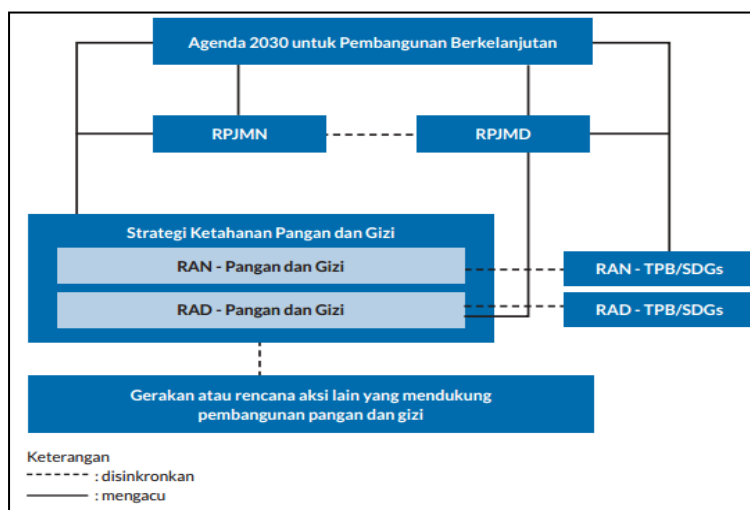 Agenda 2030 untuk Pembangunan Berkelanjutan
RPJMN
RPJMD
Strategi Ketahanan Pangan dan Gizi
RAN - Pangan dan Gizi
RAN - TPB/SDGs
RAD - Pangan dan Gizi
RAD - TPB/SDGs
Gerakan atau rencana aksi lain yang mendukung
pembangunan pangan dan gizi
Keterangan
: disinkronkan
: mengacu